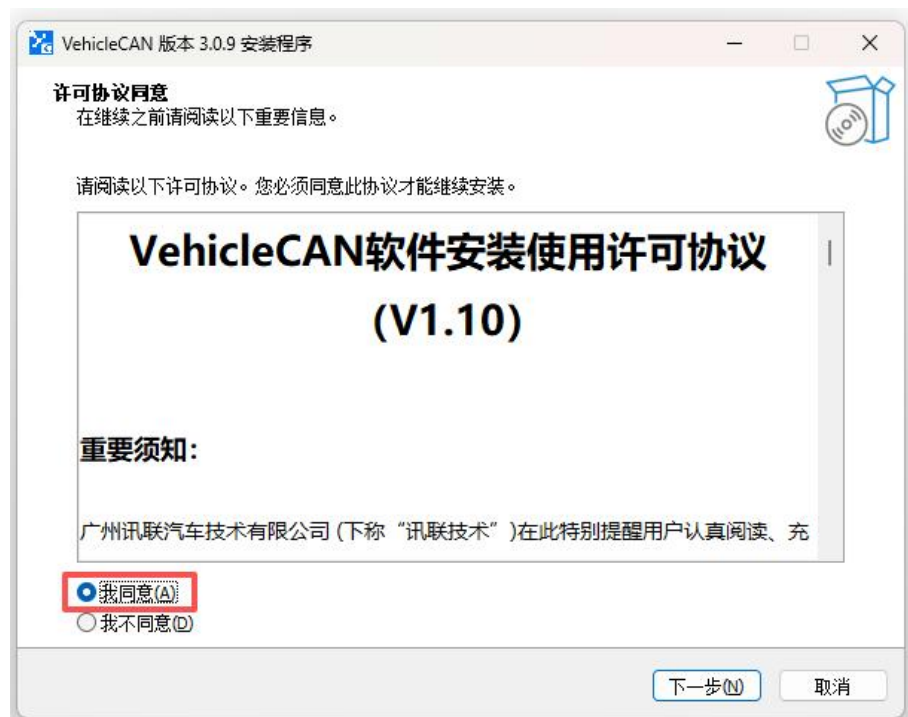 VehicleCAN 版本 3.0.9 安装程序
许可协议同意
在继续之前请阅读以下重要信息。
请阅读以下许可协议。您必须同意此协议才能继续安装。
VehicleCAN软件安装使用许可协议
(V1.10)
重要须知：
广州讯联汽车技术有限公司 (下称“讯联技术”)在此特别提醒用户认真阅读、充
我同意(A)
我不同意(D)
下一步(N)
取消